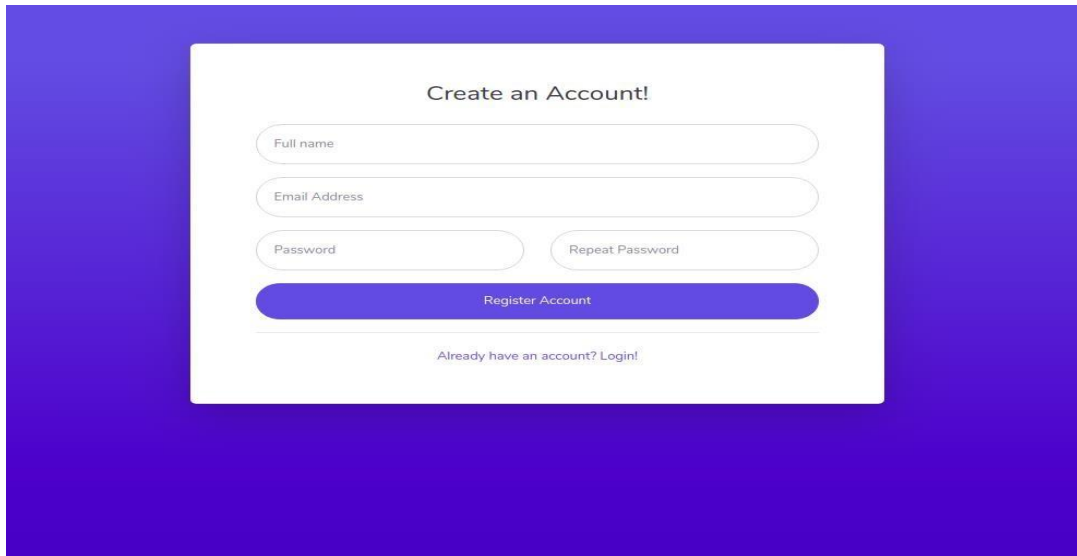 Create an Account!
Full name
Email Address
Password Repeat Password
Register Account
Already have an account? Login!